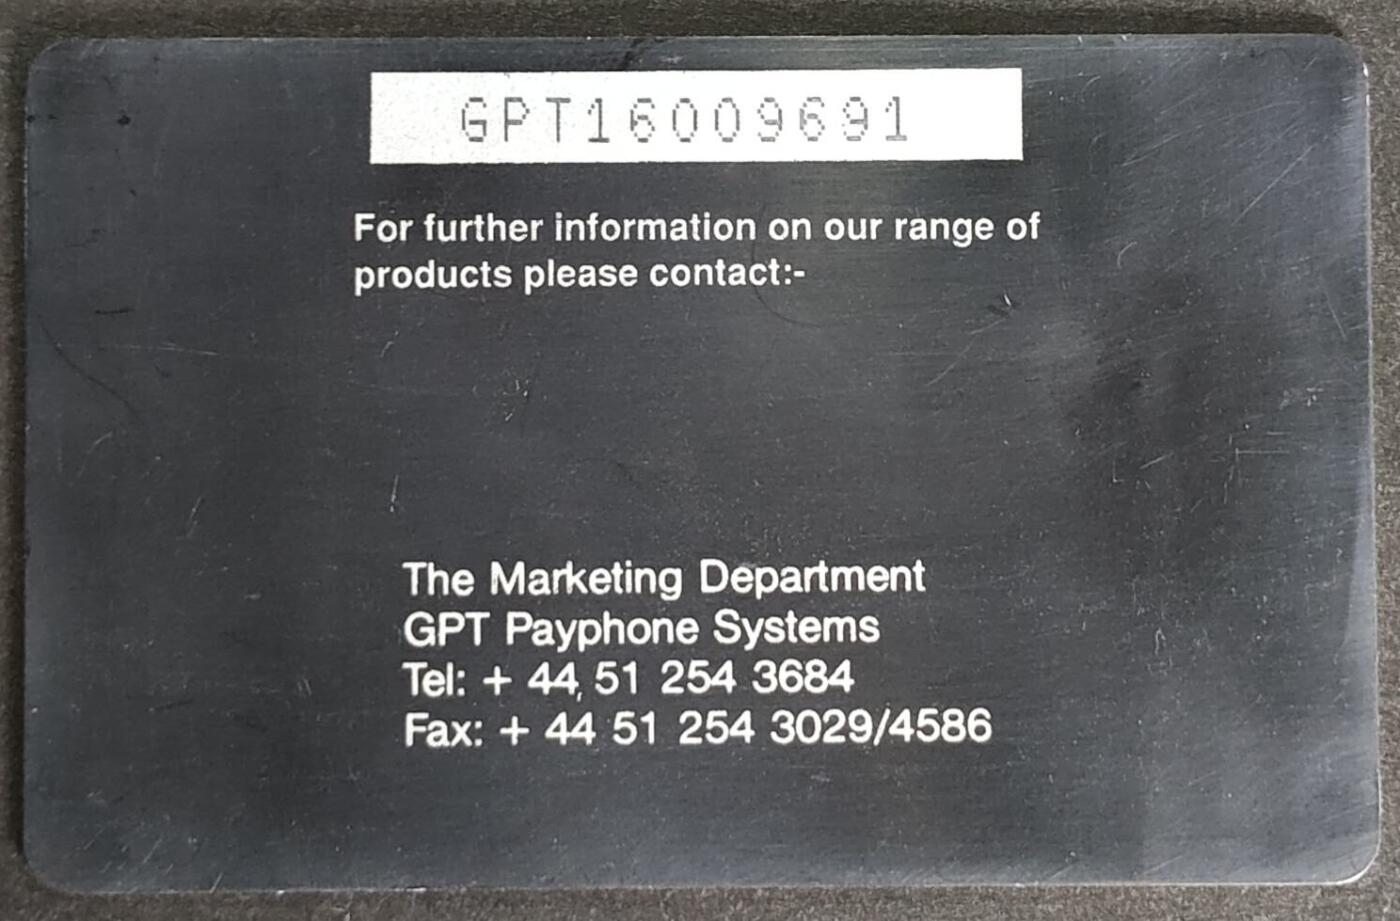 GPT16009691
For further information on our range of
products please contact:-
The Marketing Department
GPT Payphone Systems
Tel: + 44 51 254 3684
Fax: + 44 51 254 3029/4586